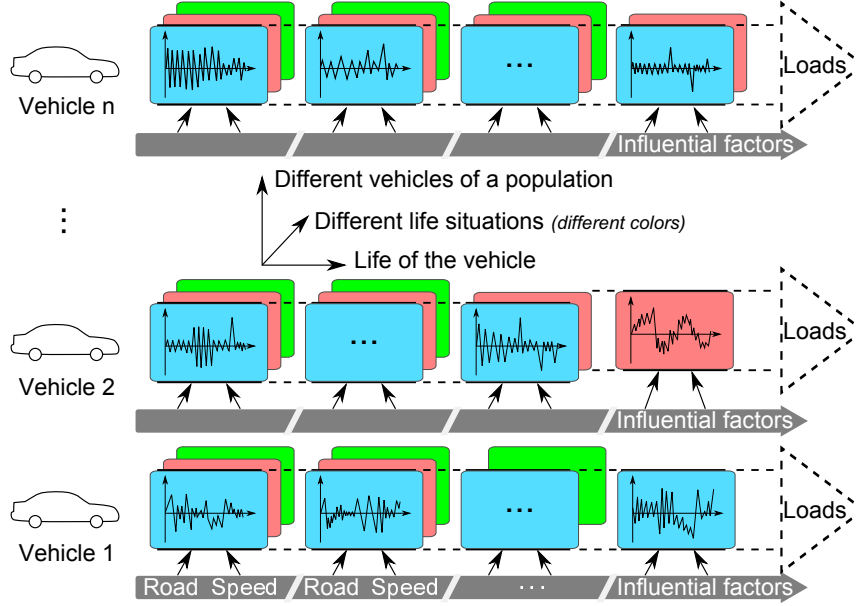 ...
Loads
Vehicle n
Influential factors
Different vehicles of a population
Different life situations (different colors)
⋮
Life of the vehicle
...
Loads
Vehicle 2
Influential factors
...
Loads
Vehicle 1
Road Speed Road Speed ... Influential factors